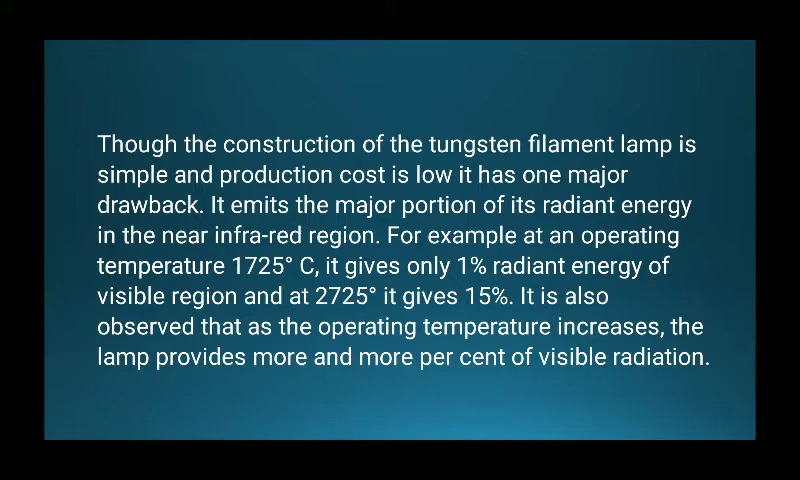 Though the construction of the tungsten filament lamp is
simple and production cost is low it has one major
drawback. It emits the major portion of its radiant energy
in the near infra-red region. For example at an operating
temperature 1725° C, it gives only 1% radiant energy of
visible region and at 2725° it gives 15%. It is also
observed that as the operating temperature increases, the
lamp provides more and more per cent of visible radiation.